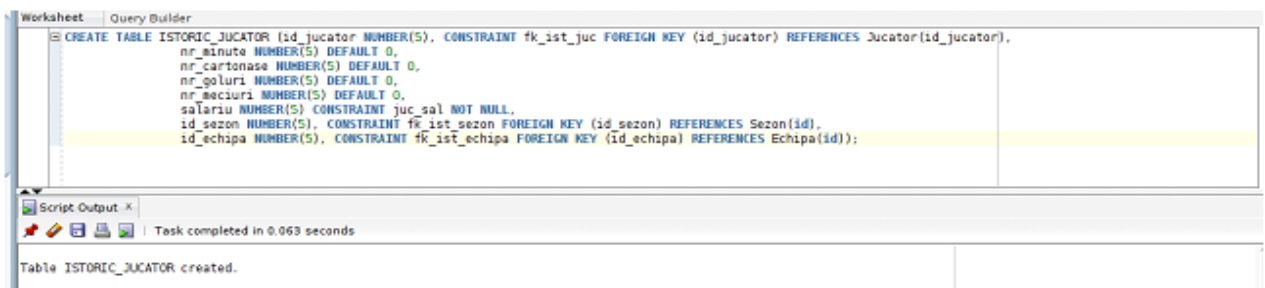 Worksheet Query Builder
CREATE TABLE ISTORIC_JUCATOR (id_jucator NUMBER(5), CONSTRAINT fk_ist_juc FOREIGN KEY (id_jucator) REFERENCES Jucator(id_jucator),
nr_minute NUMBER(5) DEFAULT 0,
nr_cartonase NUMBER(5) DEFAULT 0,
nr_goluri NUMBER(5) DEFAULT 0,
nr_meciuri NUMBER(5) DEFAULT 0,
salariu NUMBER(5) CONSTRAINT juc_sal NOT NULL,
id_sezon NUMBER(5), CONSTRAINT fk_ist_sezon FOREIGN KEY (id_sezon) REFERENCES Sezon(id),
id_echipa NUMBER(5), CONSTRAINT fk_ist_echipa FOREIGN KEY (id_echipa) REFERENCES Echipa(id));
Script Output ×
Task completed in 0.063 seconds
Table ISTORIC_JUCATOR created.